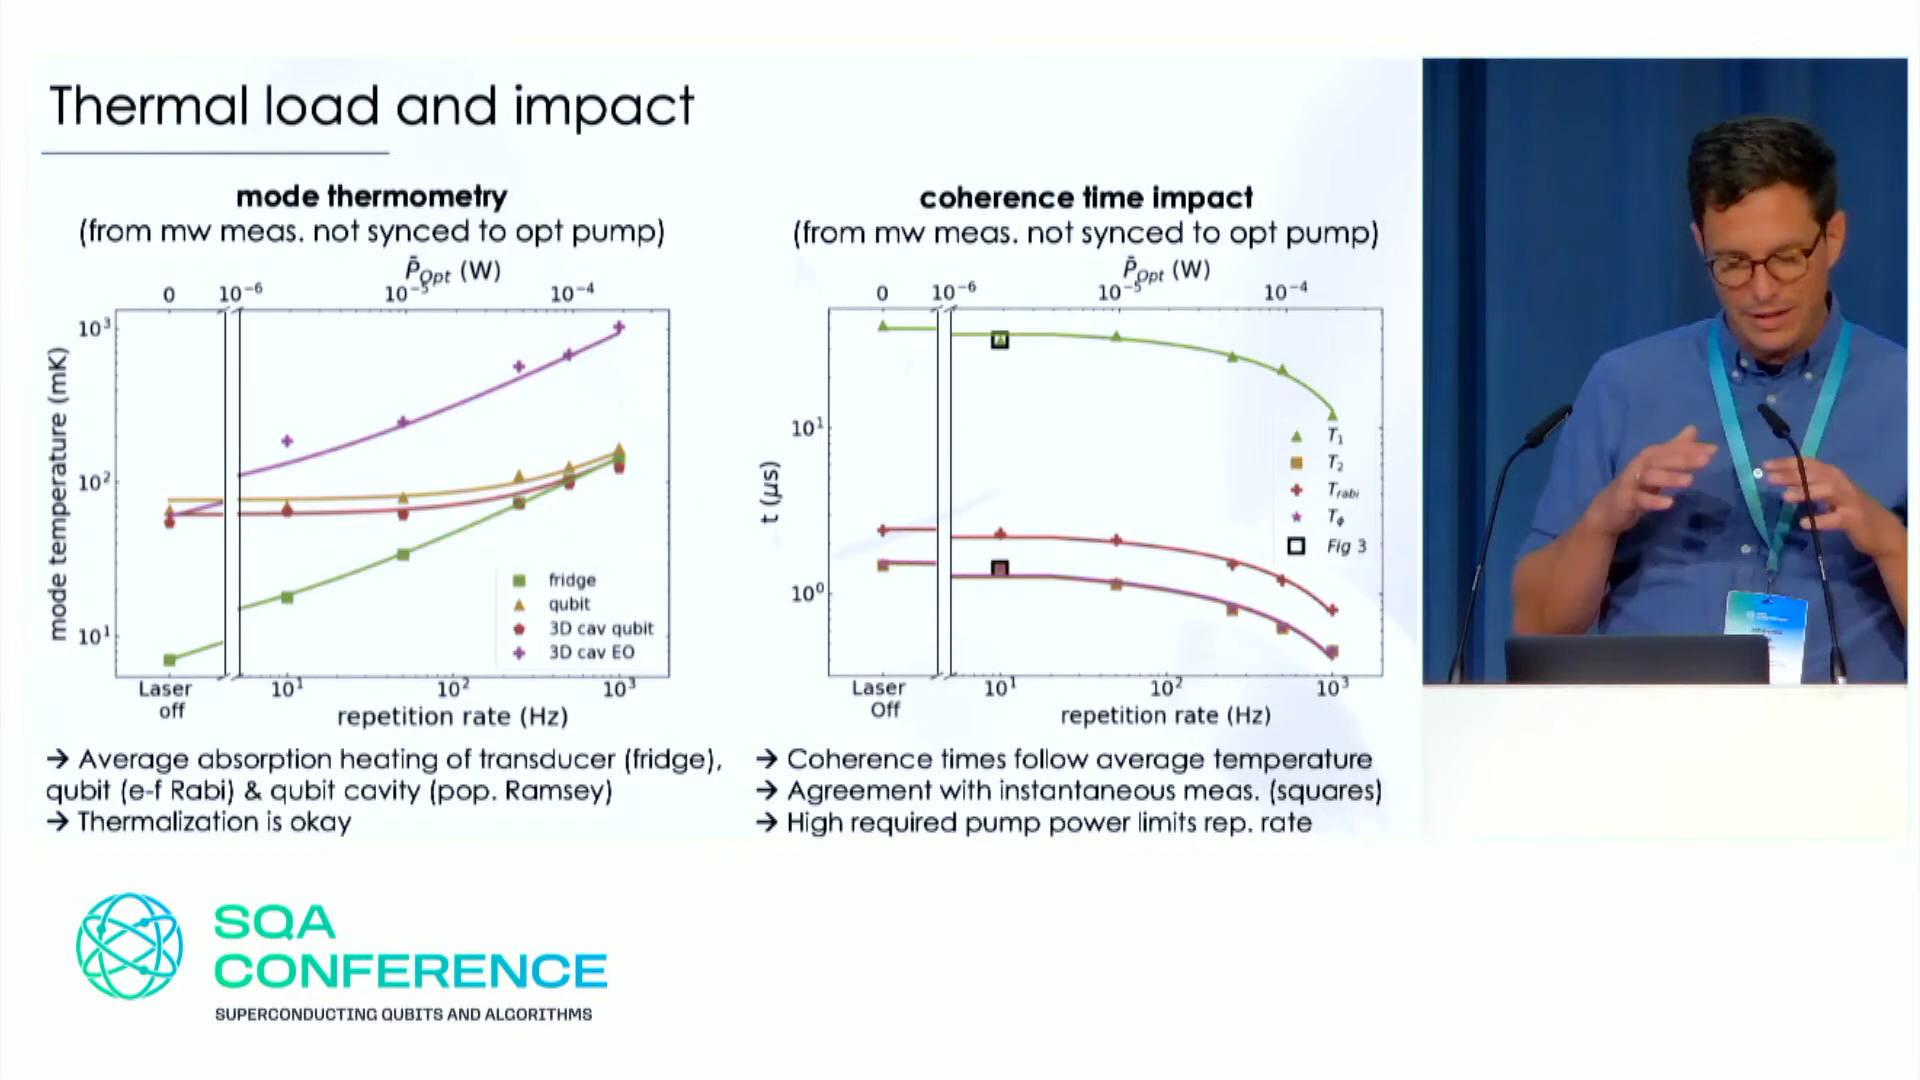 Thermal load and impact
mode thermometry
(from mw meas. not synced to opt pump)
P̄Opt (W)
0 10⁻⁶ 10⁻⁵ 10⁻⁴
mode temperature (mK)
10³
10²
10¹
fridge
qubit
3D cav qubit
3D cav EO
Laser off 10¹ 10² 10³
repetition rate (Hz)
→ Average absorption heating of transducer (fridge),
qubit (e-f Rabi) & qubit cavity (pop. Ramsey)
→ Thermalization is okay
coherence time impact
(from mw meas. not synced to opt pump)
P̄Opt (W)
0 10⁻⁶ 10⁻⁵ 10⁻⁴
t (μs)
10¹
10⁰
T₁
T₂
Trabi
Tϕ
Fig 3
Laser Off 10¹ 10² 10³
repetition rate (Hz)
→ Coherence times follow average temperature
→ Agreement with instantaneous meas. (squares)
→ High required pump power limits rep. rate
SQA
CONFERENCE
SUPERCONDUCTING QUBITS AND ALGORITHMS